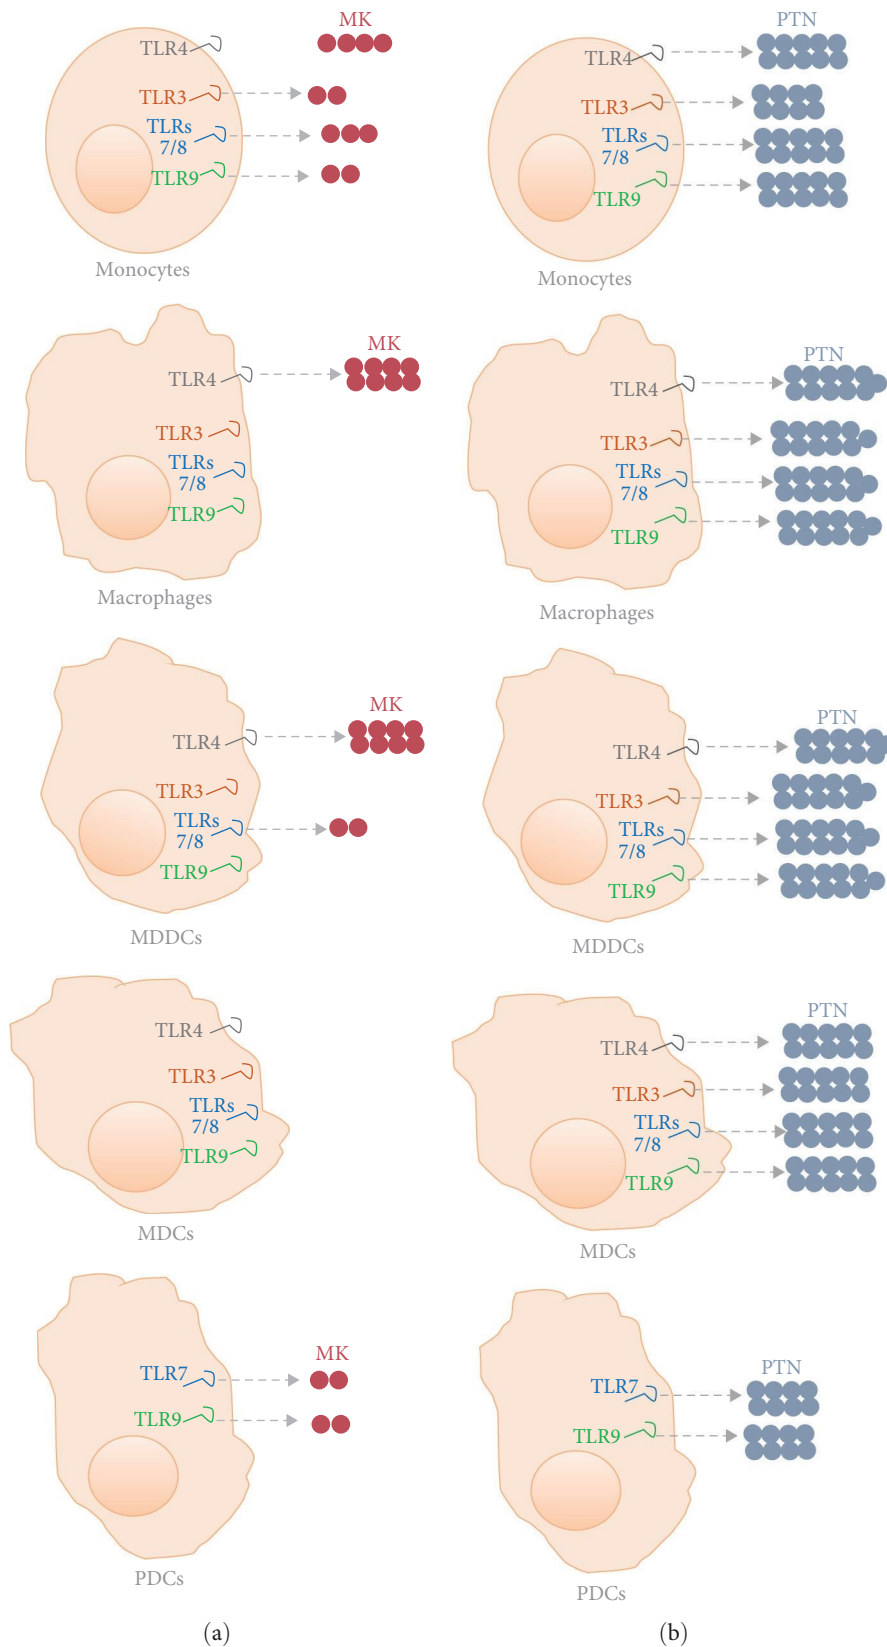 MK
TLR4
TLR3
TLRs
7/8
TLR9
Monocytes
MK
TLR4
TLR3
TLRs
7/8
TLR9
Macrophages
MK
TLR4
TLR3
TLRs
7/8
TLR9
MDDCs
TLR4
TLR3
TLRs
7/8
TLR9
MDCs
MK
TLR7
TLR9
PDCs
(a)
PTN
TLR4
TLR3
TLRs
7/8
TLR9
Monocytes
PTN
TLR4
TLR3
TLRs
7/8
TLR9
Macrophages
PTN
TLR4
TLR3
TLRs
7/8
TLR9
MDDCs
PTN
TLR4
TLR3
TLRs
7/8
TLR9
MDCs
PTN
TLR7
TLR9
PDCs
(b)